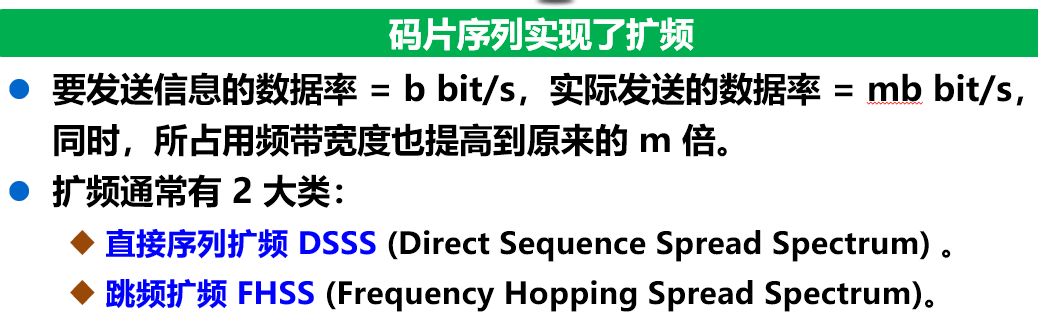 码片序列实现了扩频
要发送信息的数据率 = b bit/s，实际发送的数据率 = mb bit/s，
同时，所占用频带宽度也提高到原来的 m 倍。
扩频通常有 2 大类：
直接序列扩频 DSSS (Direct Sequence Spread Spectrum) 。
跳频扩频 FHSS (Frequency Hopping Spread Spectrum)。